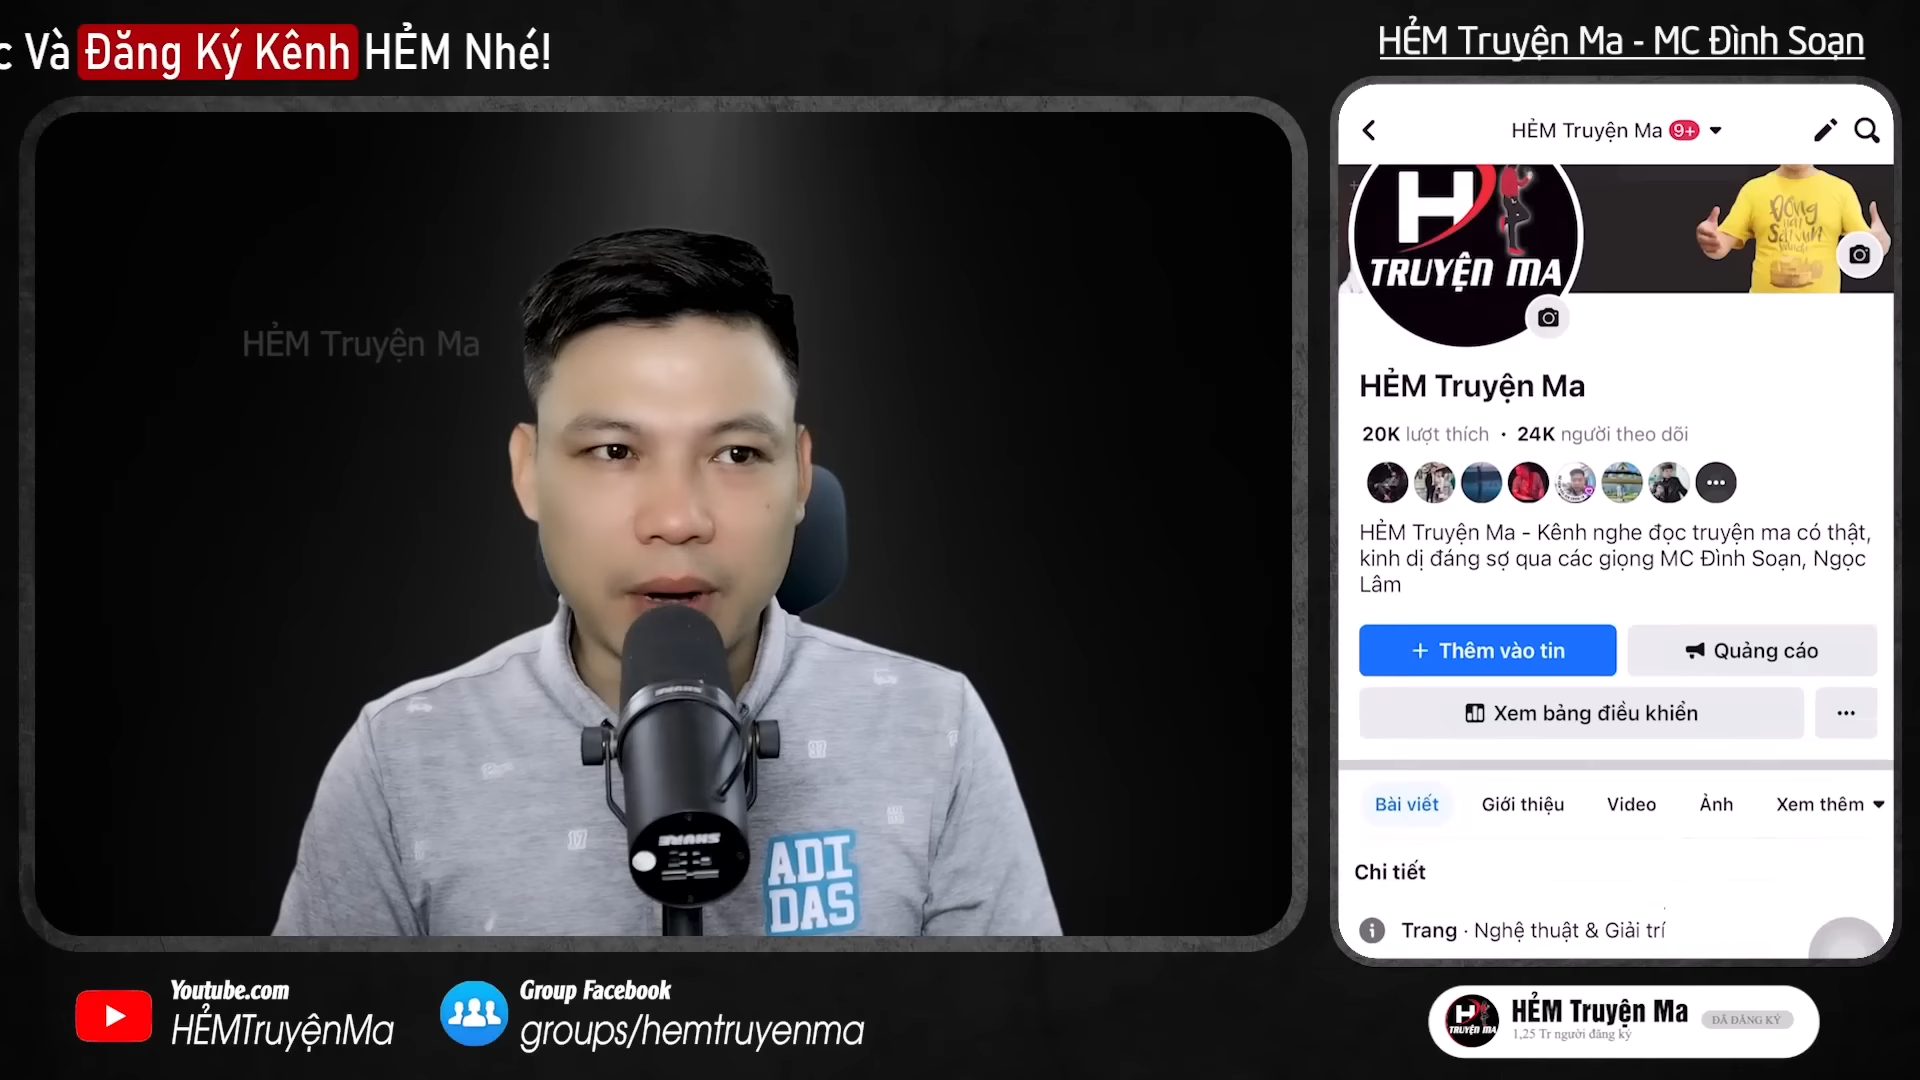 c Và Đăng Ký Kênh HẺM Nhé!
HẺM Truyện Ma - MC Đình Soạn
HẺM Truyện Ma
ADI
DAS
SHURE
SHURE
17
HẺM Truyện Ma 9+
H
TRUYỆN MA
HẺM Truyện Ma
20K lượt thích · 24K người theo dõi
HẺM Truyện Ma - Kênh nghe đọc truyện ma có thật,
kinh dị đáng sợ qua các giọng MC Đình Soạn, Ngọc
Lâm
+ Thêm vào tin
Quảng cáo
Xem bảng điều khiển
Bài viết
Giới thiệu
Video
Ảnh
Xem thêm
Chi tiết
Trang · Nghệ thuật & Giải trí
Youtube.com
HẺMTruyệnMa
Group Facebook
groups/hemtruyenma
H
TRUYỆN MA
HẺM Truyện Ma
1,25 Tr người đăng ký
ĐÃ ĐĂNG KÝ